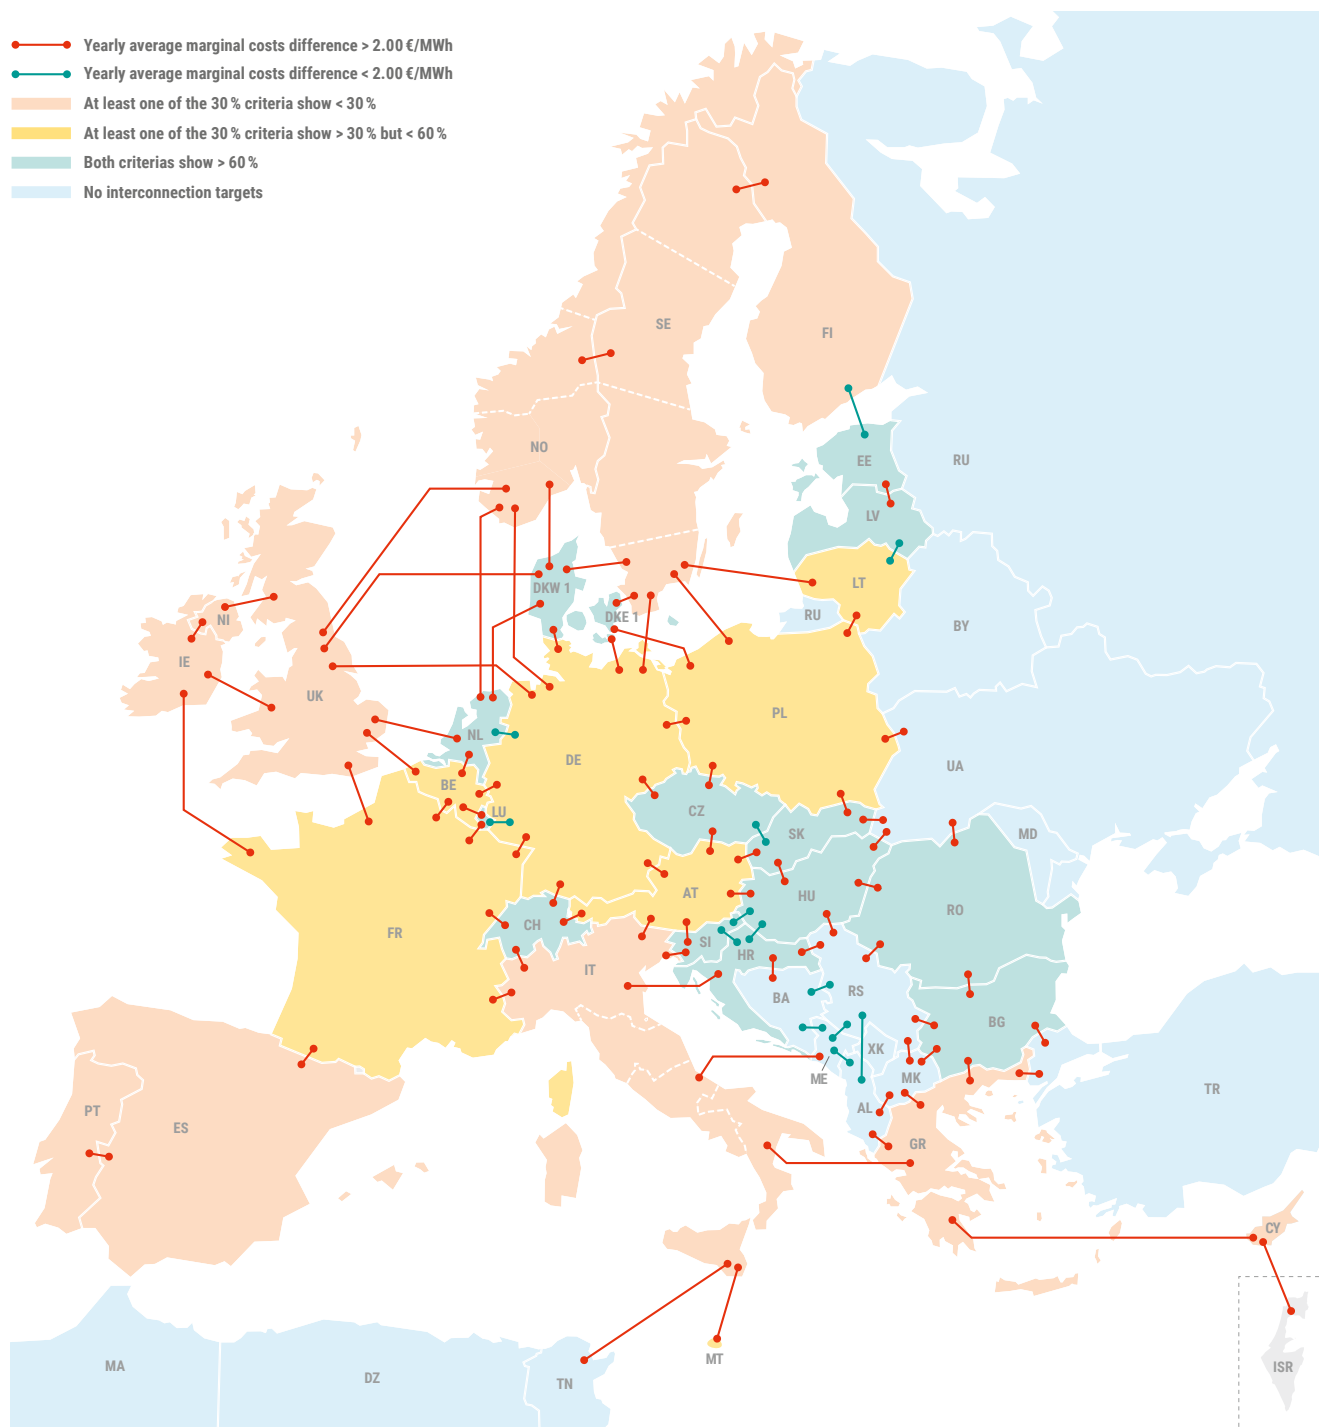 Yearly average marginal costs difference > 2.00 €/MWh
Yearly average marginal costs difference < 2.00 €/MWh
At least one of the 30 % criteria show < 30 %
At least one of the 30 % criteria show > 30 % but < 60 %
Both criterias show > 60 %
No interconnection targets
SE
FI
NO
EE
RU
LV
DKW 1
LT
NI
DKE 1
RU
BY
IE
UK
PL
NL
DE
UA
BE
LU
CZ
SK
MD
AT
HU
RO
CH
FR
SI
HR
IT
BA
RS
BG
XK
ME
MK
TR
PT
ES
AL
GR
CY
MT
MA
DZ
TN
ISR